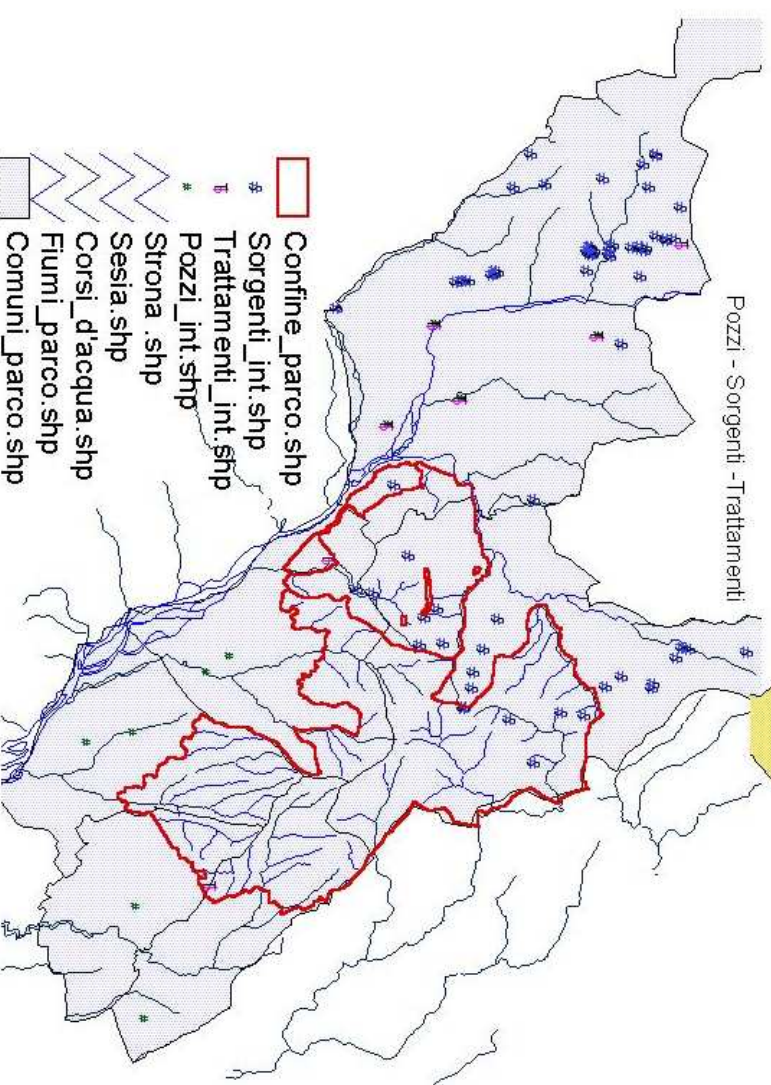 Pozzi - Sorgenti -Trattamenti
Confine_parco.shp
Sorgenti_int.shp
Trattamenti_int.shp
Pozzi_int.shp
Strona .shp
Sesia.shp
Corsi_d'acqua.shp
Fiumi_parco.shp
Comuni_parco.shp